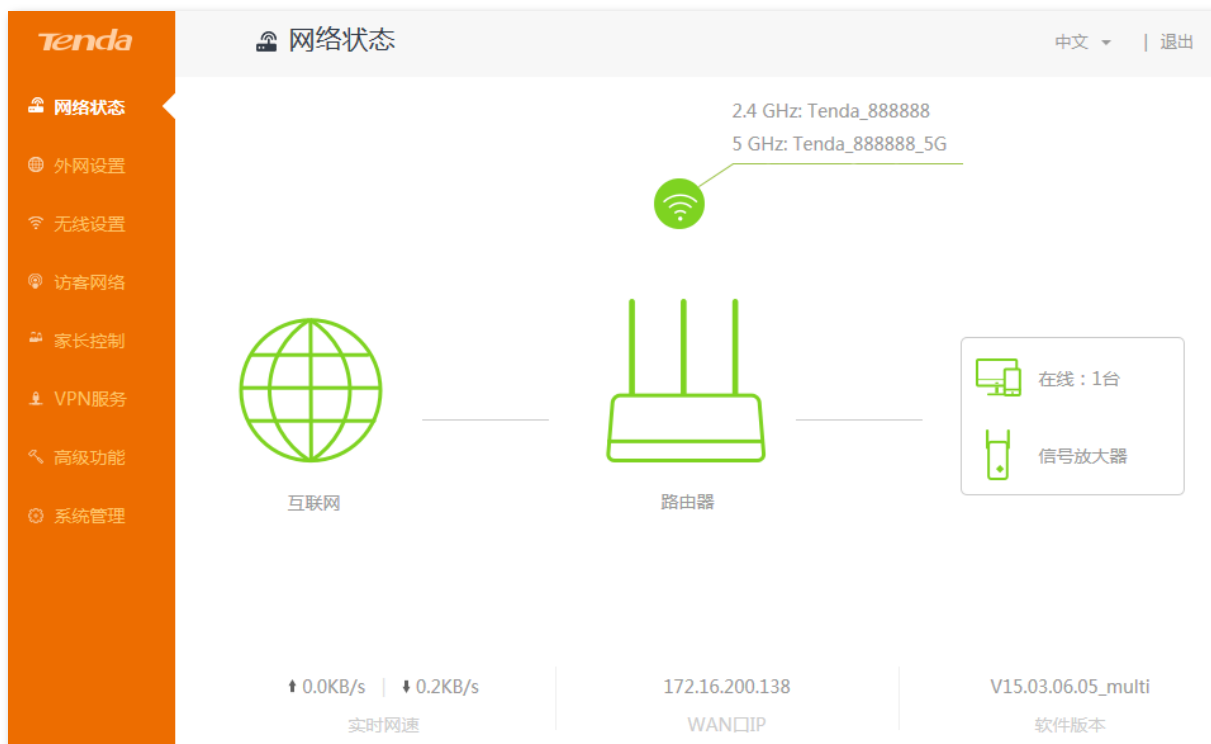 Tenda
网络状态
中文 | 退出
网络状态
外网设置
无线设置
访客网络
家长控制
VPN服务
高级功能
系统管理
2.4 GHz: Tenda_888888
5 GHz: Tenda_888888_5G
在线：1台
信号放大器
互联网
路由器
0.0KB/s | 0.2KB/s
实时网速
172.16.200.138
WAN口IP
V15.03.06.05_multi
软件版本